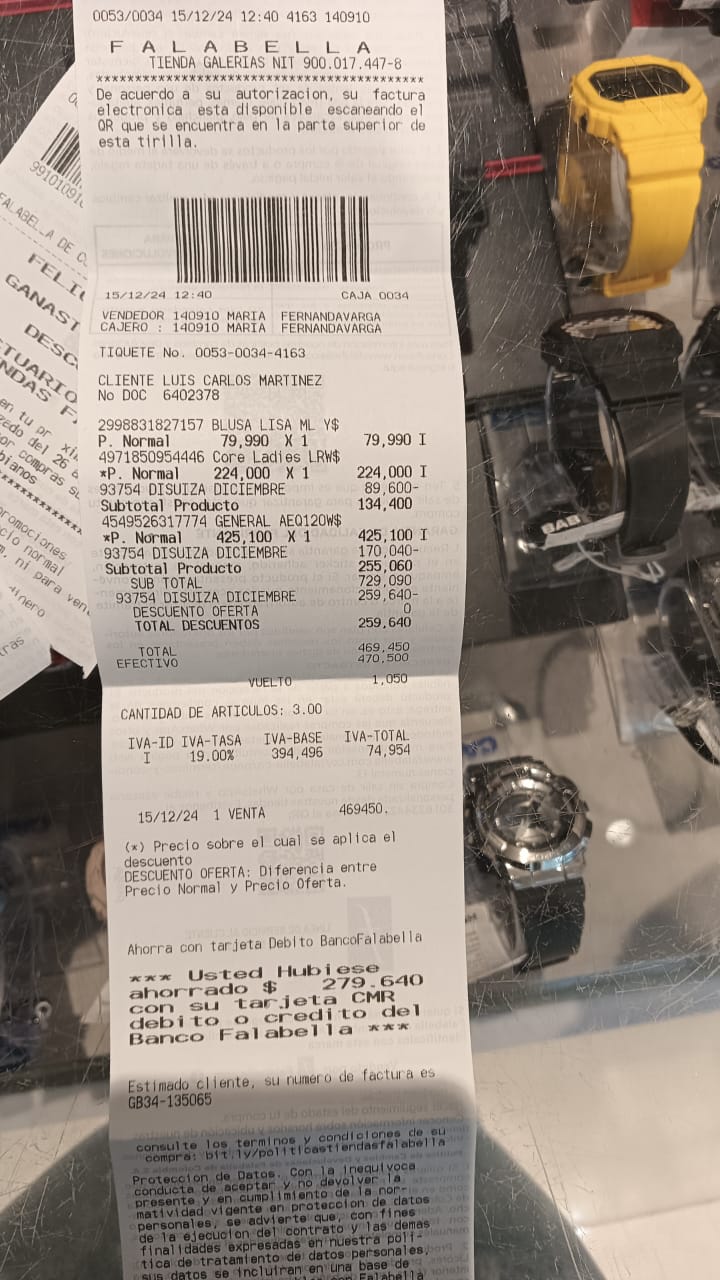 0053/0034 15/12/24 12:40 4163 140910
F A L A B E L L A
TIENDA GALERIAS NIT 900.017.447-8
****************************************
De acuerdo a su autorizacion, su factura
electronica esta disponible escaneando el
QR que se encuentra en la parte superior de
esta tirilla.
15/12/24 12:40 CAJA 0034
VENDEDOR 140910 MARIA FERNANDAVARGA
CAJERO : 140910 MARIA FERNANDAVARGA
TIQUETE No. 0053-0034-4163
CLIENTE LUIS CARLOS MARTINEZ
No DOC 6402378
2998831827157 BLUSA LISA ML Y$
P. Normal 79,990 X 1 79,990 I
4971850954446 Core Ladies LRW$
*P. Normal 224,000 X 1 224,000 I
93754 DISUIZA DICIEMBRE 89,600-
Subtotal Producto 134,400
4549526317774 GENERAL AEQ120W$
*P. Normal 425,100 X 1 425,100 I
93754 DISUIZA DICIEMBRE 170,040-
Subtotal Producto 255,060
SUB TOTAL 729,090
93754 DISUIZA DICIEMBRE 259,640-
DESCUENTO OFERTA 0
TOTAL DESCUENTOS 259,640
TOTAL 469,450
EFECTIVO 470,500
VUELTO 1,050
CANTIDAD DE ARTICULOS: 3.00
IVA-ID IVA-TASA IVA-BASE IVA-TOTAL
I 19.00% 394,496 74,954
15/12/24 1 VENTA 469450.
(*) Precio sobre el cual se aplica el
descuento
DESCUENTO OFERTA: Diferencia entre
Precio Normal y Precio Oferta.
Ahorra con tarjeta Debito BancoFalabella
*** Usted Hubiese
ahorrado $ 279.640
con su tarjeta CMR
debito o credito del
Banco Falabella ***
Estimado cliente, su numero de factura es
GB34-135065
consulte los terminos y condiciones de su
compra: bit.ly/politicastiendasfalabella
Proteccion de Datos. Con la inequivoca
conducta de aceptar y no devolver la
presente y en cumplimiento de la nor-
matividad vigente en proteccion de datos
personales, se advierte que, con fines
de la ejecucion del contrato y las demas
finalidades expresadas en nuestra poli-
tica de tratamiento de datos personales,
sus datos se incluiran en una base de